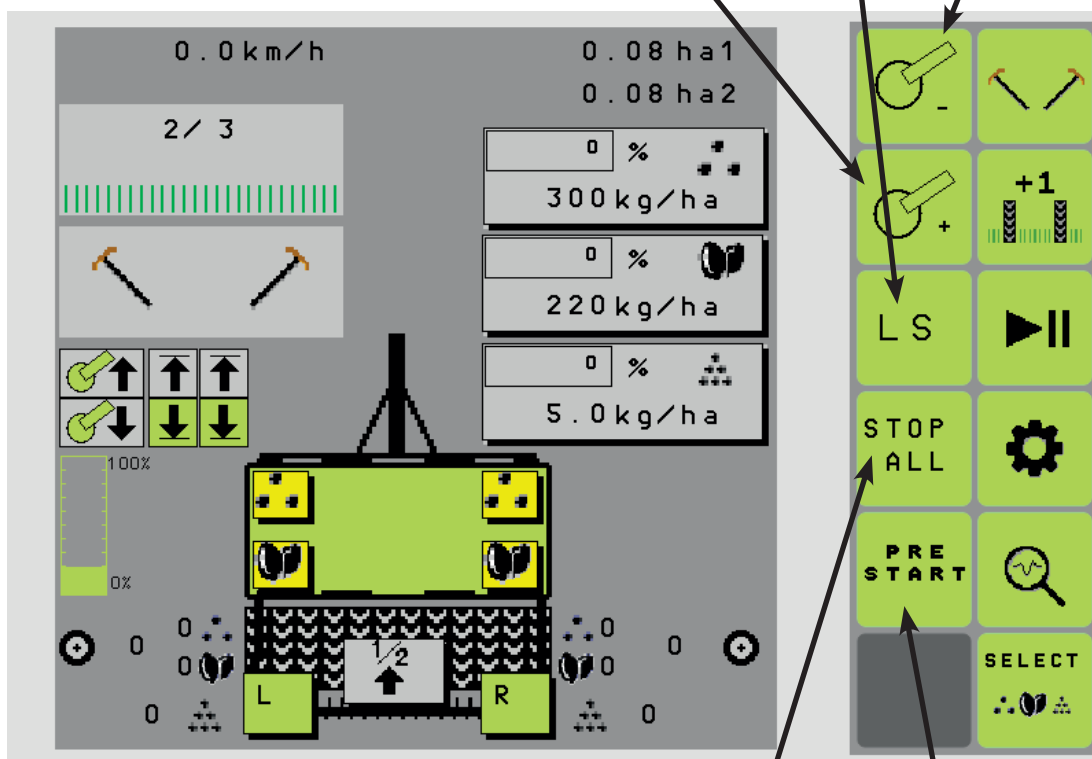 0.0km/h
0.08ha1
0.08ha2
2/ 3
0 %
300kg/ha
0 %
220kg/ha
0 %
5.0kg/ha
100%
0%
0
0
0
0
0
0
0
0
1/2
L
R
-
+
+1
LS
STOP
ALL
PRE
START
SELECT